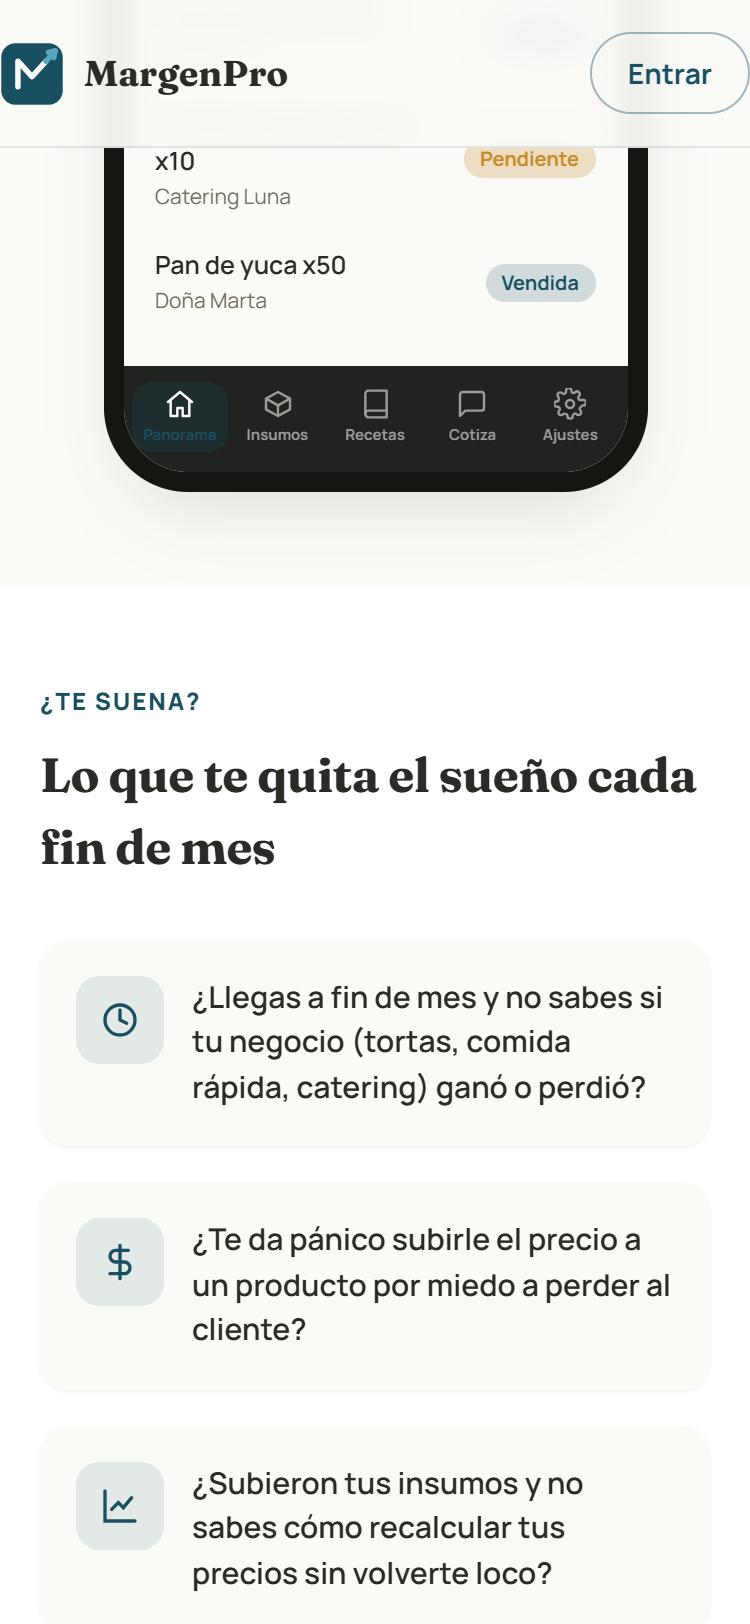 MargenPro
Entrar
x10
Pendiente
Catering Luna
Pan de yuca x50
Vendida
Doña Marta
Panorama
Insumos
Recetas
Cotiza
Ajustes
¿TE SUENA?
Lo que te quita el sueño cada
fin de mes
¿Llegas a fin de mes y no sabes si
tu negocio (tortas, comida
rápida, catering) ganó o perdió?
¿Te da pánico subirle el precio a
un producto por miedo a perder al
cliente?
¿Subieron tus insumos y no
sabes cómo recalcular tus
precios sin volverte loco?